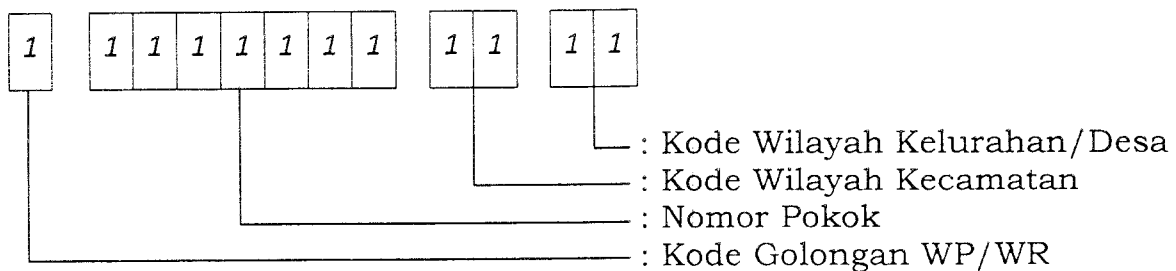 1 1 1 1 1 1 1 1 1 1 1 1
: Kode Wilayah Kelurahan/Desa
: Kode Wilayah Kecamatan
: Nomor Pokok
: Kode Golongan WP/WR